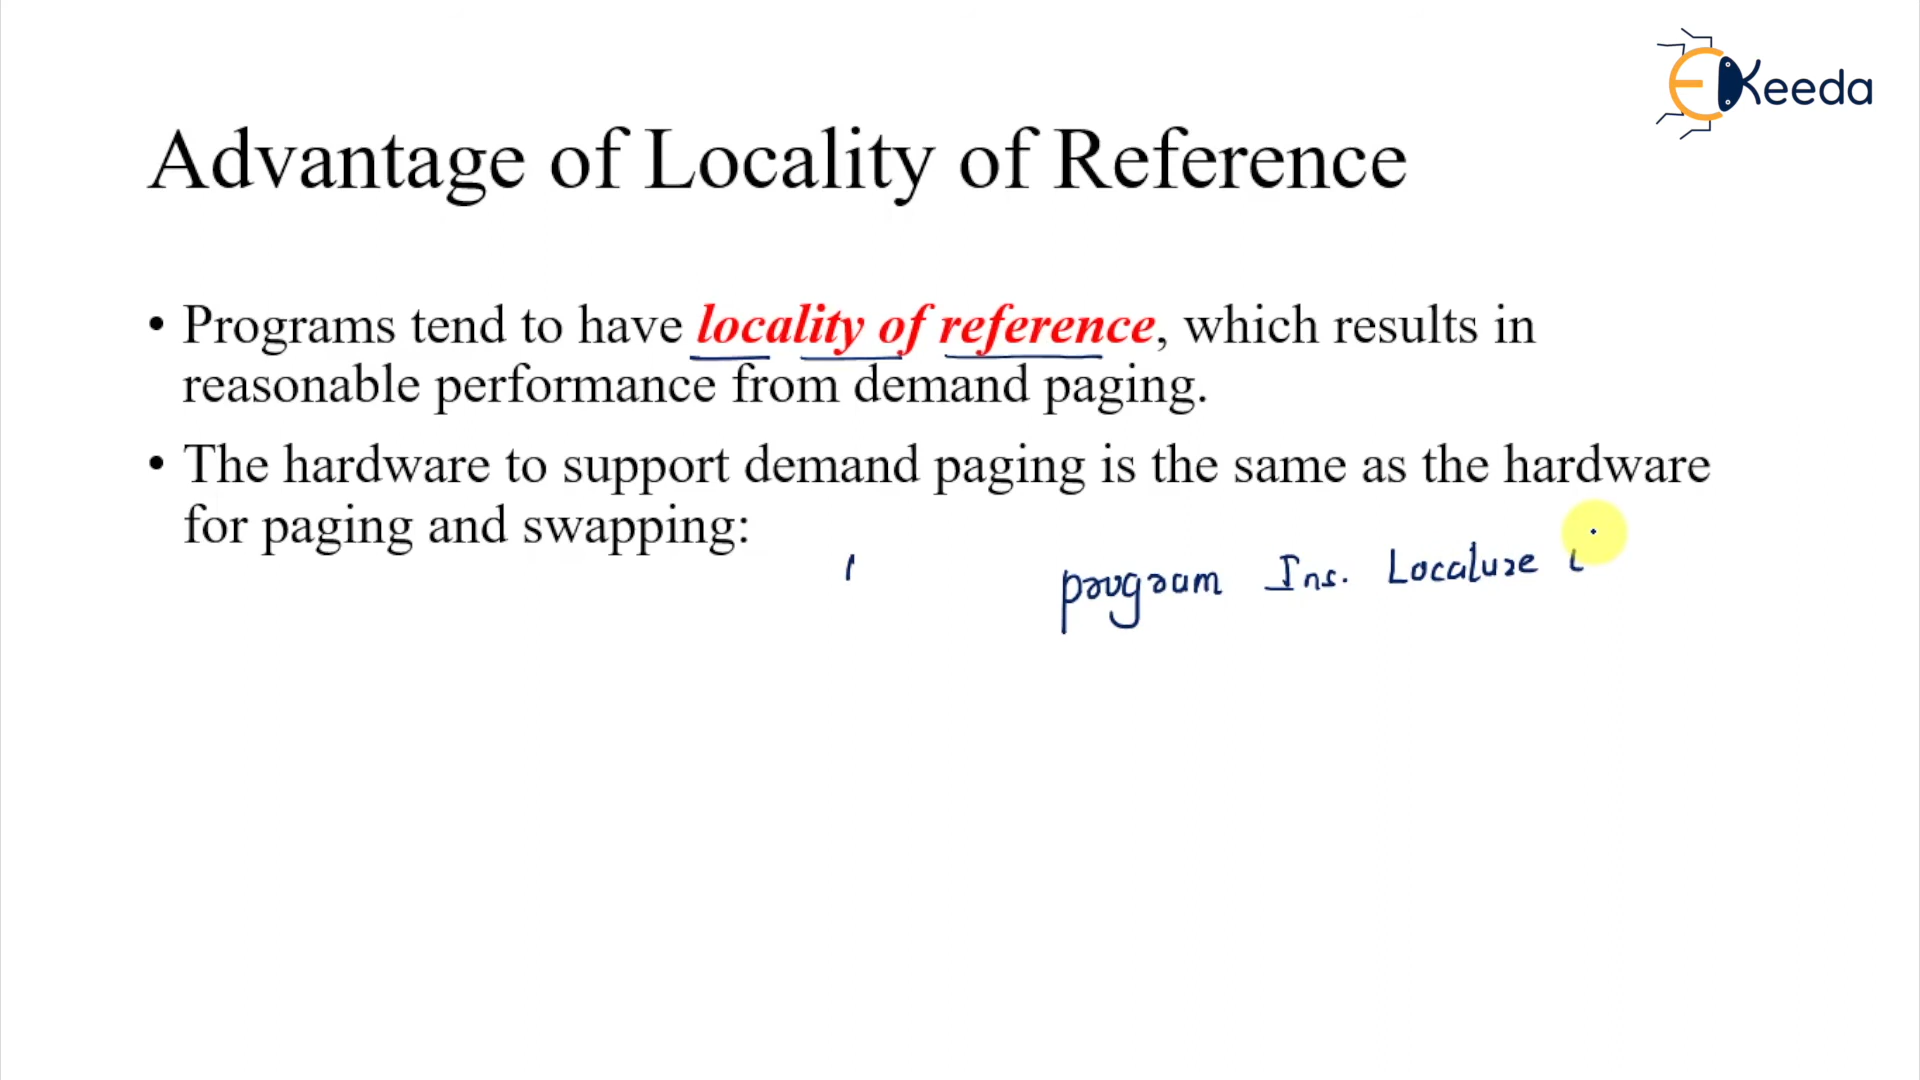 EKeeda
Advantage of Locality of Reference
• Programs tend to have locality of reference, which results in
reasonable performance from demand paging.
• The hardware to support demand paging is the same as the hardware
for paging and swapping:
program Ins. Localuze